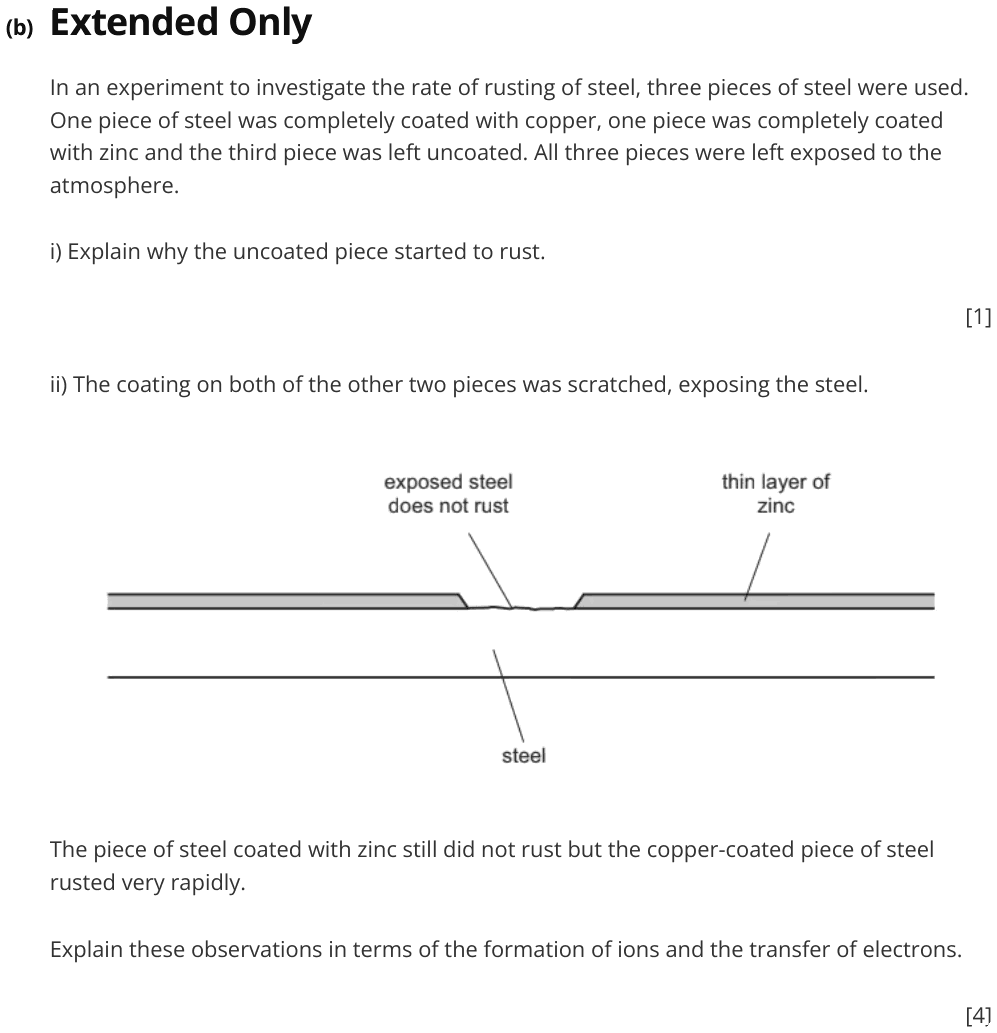 (b) Extended Only
In an experiment to investigate the rate of rusting of steel, three pieces of steel were used.
One piece of steel was completely coated with copper, one piece was completely coated
with zinc and the third piece was left uncoated. All three pieces were left exposed to the
atmosphere.
i) Explain why the uncoated piece started to rust.
[1]
ii) The coating on both of the other two pieces was scratched, exposing the steel.
exposed steel
does not rust
thin layer of
zinc
steel
The piece of steel coated with zinc still did not rust but the copper-coated piece of steel
rusted very rapidly.
Explain these observations in terms of the formation of ions and the transfer of electrons.
[4]